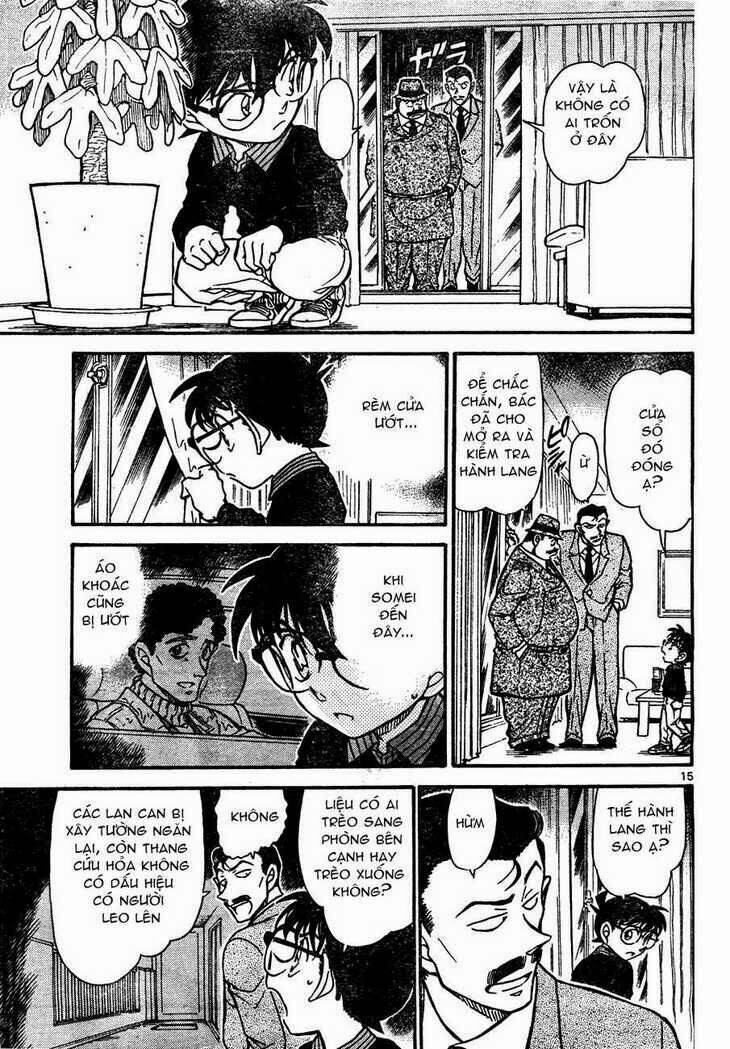 ガラ
VẬY LÀ
KHÔNG CÓ
AI TRỐN
Ở ĐÂY
...
CỬA
SỔ
ĐÓ
ĐÓNG
Ạ?
Ừ
ĐỂ CHẮC
CHẮN, BÁC
ĐÃ CHO
MỞ RA VÀ
KIỂM TRA
HÀNH LANG
RÈM CỬA
ƯỚT...
KHI
SOMEI
ĐẾN
ĐÂY...
ÁO
KHOÁC
CŨNG
BỊ ƯỚT
15
THẾ HÀNH
LANG THÌ
SAO Ạ?
HỪM
LIỆU CÓ AI
TRÈO SANG
PHÒNG BÊN
CẠNH HAY
TRÈO XUỐNG
KHÔNG?
KHÔNG
CÁC LAN CAN BỊ
XÂY TƯỜNG NGĂN
LẠI, CÒN THANG
CỨU HỎA KHÔNG
CÓ DẤU HIỆU
CÓ NGƯỜI
LEO LÊN